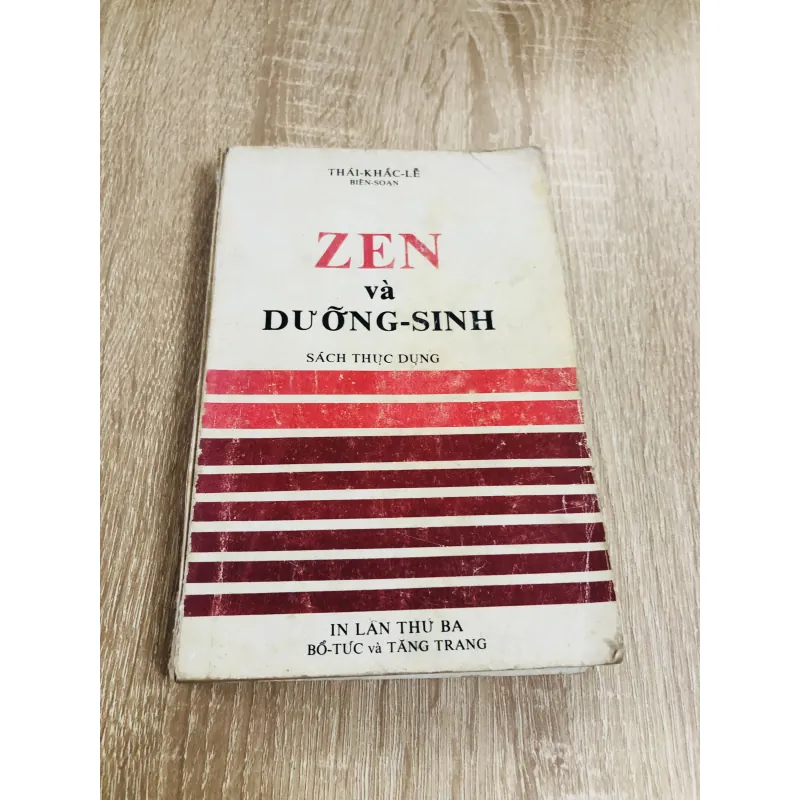 THÁI-KHẮC-LỄ
BIÊN-SOẠN
ZEN
và
DƯỠNG-SINH
SÁCH THỰC DỤNG
IN LẦN THỨ BA
BỔ-TỨC và TĂNG TRANG